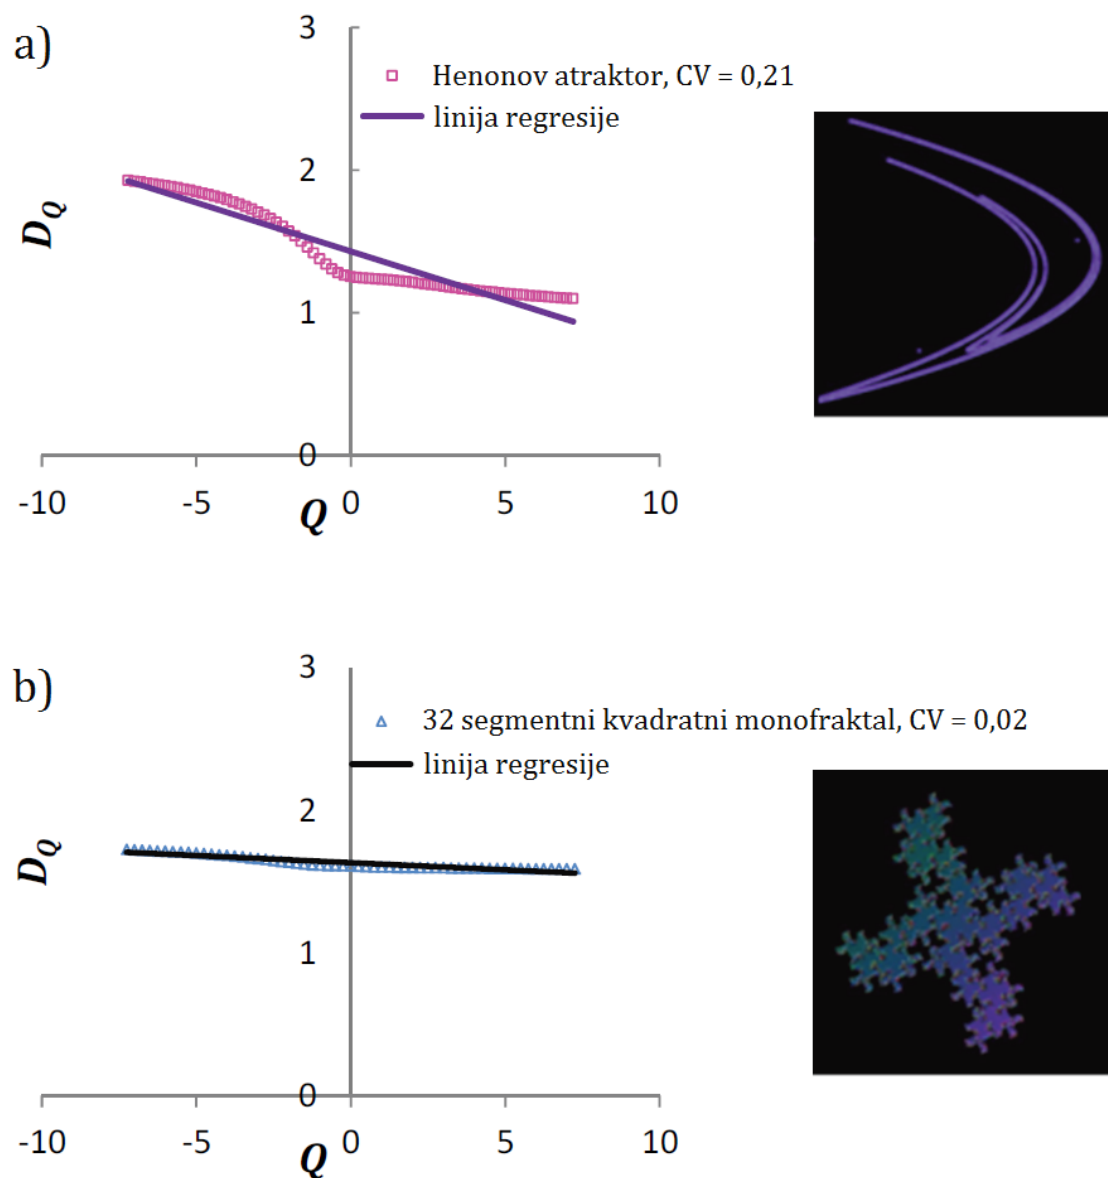 a)
3
Henonov atraktor, CV = 0,21
linija regresije
2
D_Q
1
0
-10 -5 0 5 10
Q
b)
3
32 segmentni kvadratni monofraktal, CV = 0,02
linija regresije
2
D_Q
1
0
-10 -5 0 5 10
Q